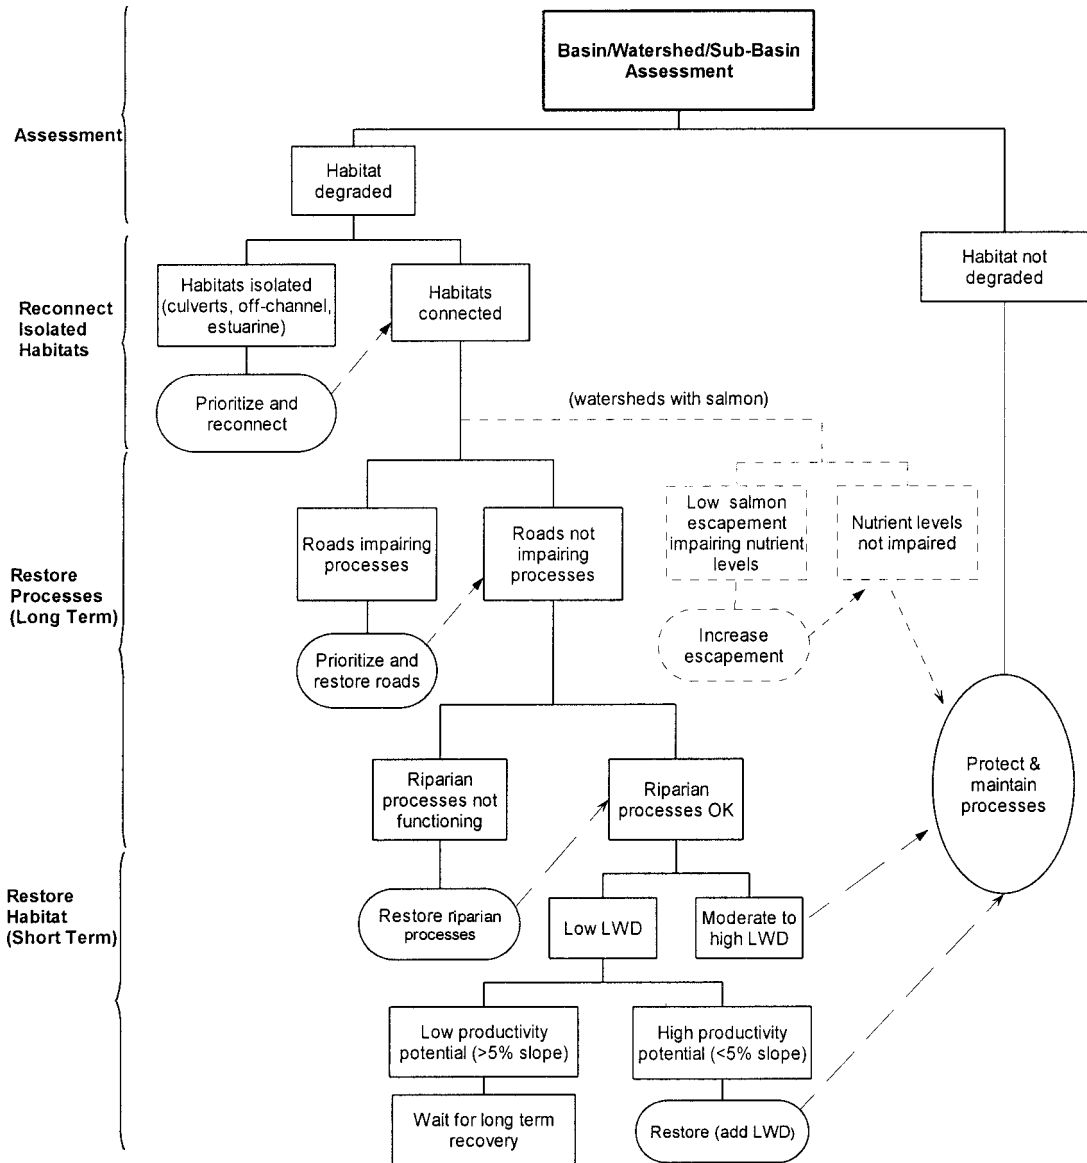 Basin/Watershed/Sub-Basin
Assessment
Assessment
Habitat
degraded
Habitat not
degraded
Reconnect
Isolated
Habitats
Habitats isolated
(culverts, off-channel,
estuarine)
Habitats
connected
Prioritize and
reconnect
(watersheds with salmon)
Restore
Processes
(Long Term)
Roads impairing
processes
Roads not
impairing
processes
Low salmon
escapement
impairing nutrient
levels
Nutrient levels
not impaired
Prioritize and
restore roads
Increase
escapement
Protect &
maintain
processes
Riparian
processes not
functioning
Riparian
processes OK
Restore
Habitat
(Short Term)
Restore riparian
processes
Low LWD
Moderate to
high LWD
Low productivity
potential (>5% slope)
High productivity
potential (<5% slope)
Wait for long term
recovery
Restore (add LWD)